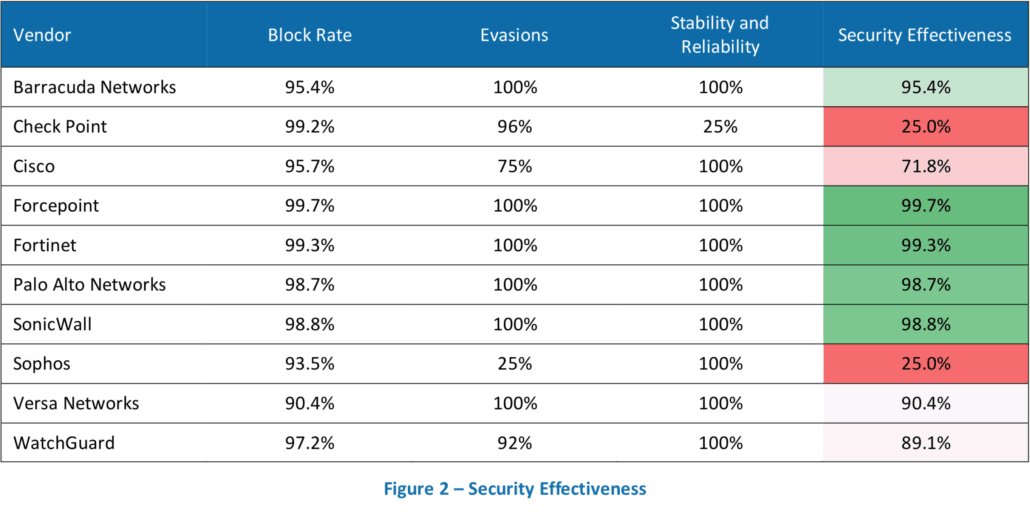 Vendor Block Rate Evasions Stability and Reliability Security Effectiveness
Barracuda Networks 95.4% 100% 100% 95.4%
Check Point 99.2% 96% 25% 25.0%
Cisco 95.7% 75% 100% 71.8%
Forcepoint 99.7% 100% 100% 99.7%
Fortinet 99.3% 100% 100% 99.3%
Palo Alto Networks 98.7% 100% 100% 98.7%
SonicWall 98.8% 100% 100% 98.8%
Sophos 93.5% 25% 100% 25.0%
Versa Networks 90.4% 100% 100% 90.4%
WatchGuard 97.2% 92% 100% 89.1%
Figure 2 – Security Effectiveness